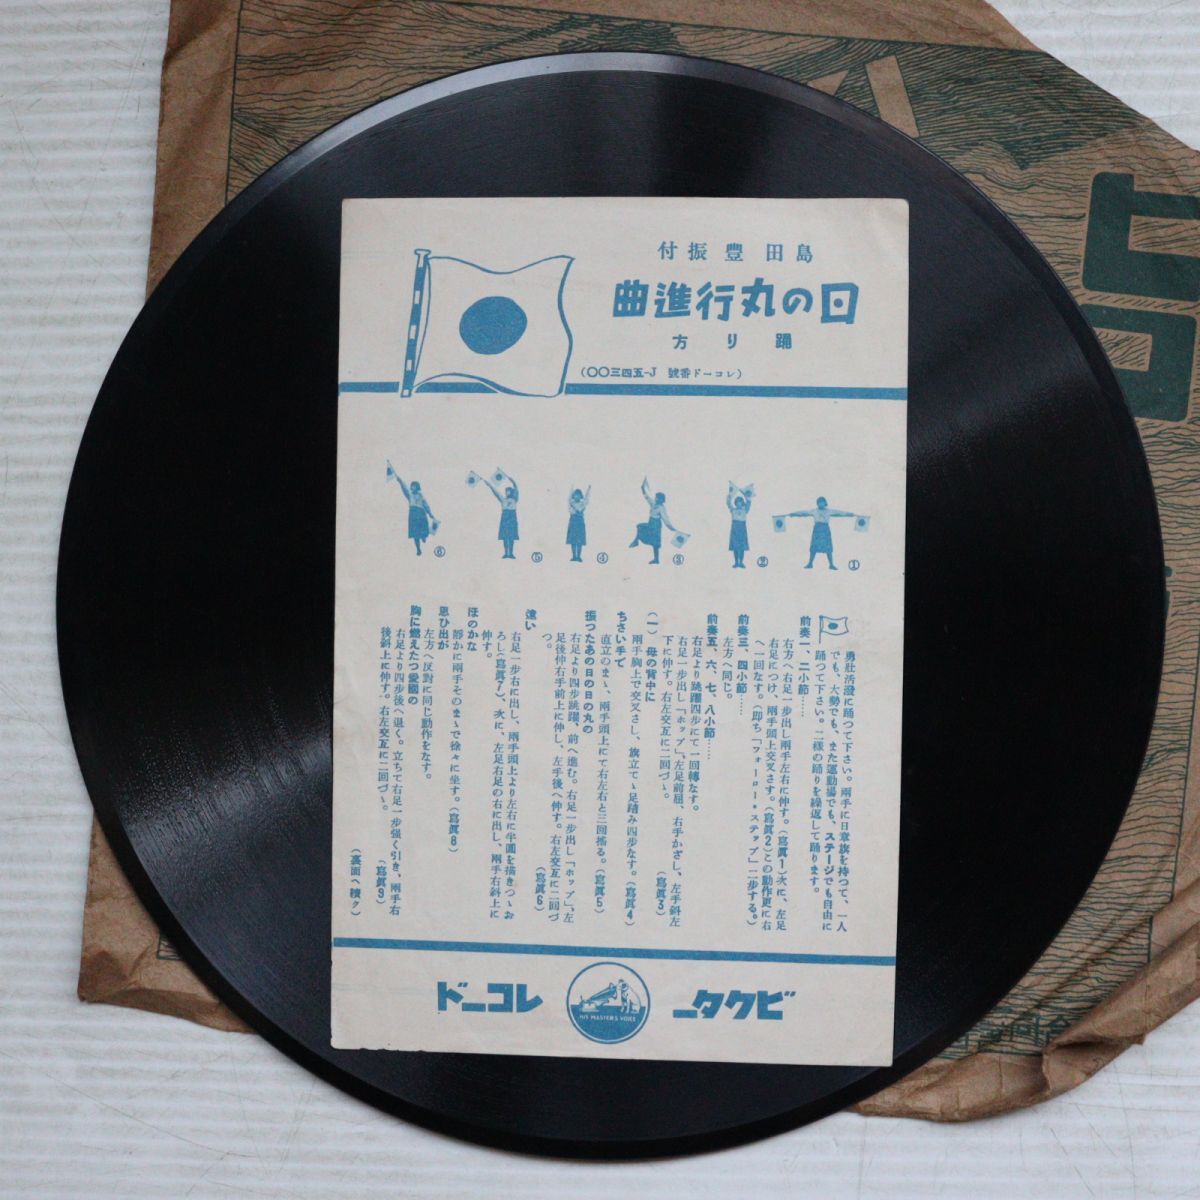 島田豐振付
日の丸行進曲
踊り方
(レコード番號 J-五四三〇〇)
①
②
③
④
⑤
⑥
勇壯活潑に踊つて下さい。兩手に日章旗を持つて、一人
でも、大勢でも、また運動場でも、ステージでも自由に
踊つて下さい。二樣の踊りを繰返して踊ります。
前奏一、二小節……
右方へ右足一步出し兩手左右に伸す。(寫眞1)次に、左足
右足につけ、兩手頭上交叉さす。(寫眞2)この動作更に右
へ一回なす。(即ち「フォーローステップ」二步する。)
前奏三、四小節……
左方へ同じ。
前奏五、六、七、八小節……
右足より跳躍四步にて一回轉なす。
右足一步出し「ホップ」、左足前屈、右手かざし、左手斜左
下に伸す。右左交互に二回づゝ。(寫眞3)
(一) 母の背中に
兩手胸上で交叉さし、旗立てゝ足踏み四步なす。(寫眞4)
ちさい手で
直立のまゝ、兩手頭上にて右左右と三回搖る。(寫眞5)
振つたあの日の日の丸の
右足より四步跳躍、前へ進む。右足一步出し「ホップ」、左
足後伸右手前上に伸し、左手後へ伸す。右左交互に二回づ
つ。(寫眞6)
遠い
右足一步右に出し、兩手頭上より左右に半圓を描きつゝお
ろし(寫眞7)、次に、左足右足の右に出し、兩手右斜上に
伸す。
ほのかな
靜かに兩手そのまゝで徐々に坐す。(寫眞8)
思ひ出が
左方へ反對に同じ動作をなす。
胸に燃えたつ愛國の
右足より四步後へ退く。立ちて右足一步强く引き、兩手右
後斜上に伸す。右左交互に二回づゝ。(寫眞9)
(裏面へ續ク)
ビクター
HIS MASTER'S VOICE
レコード